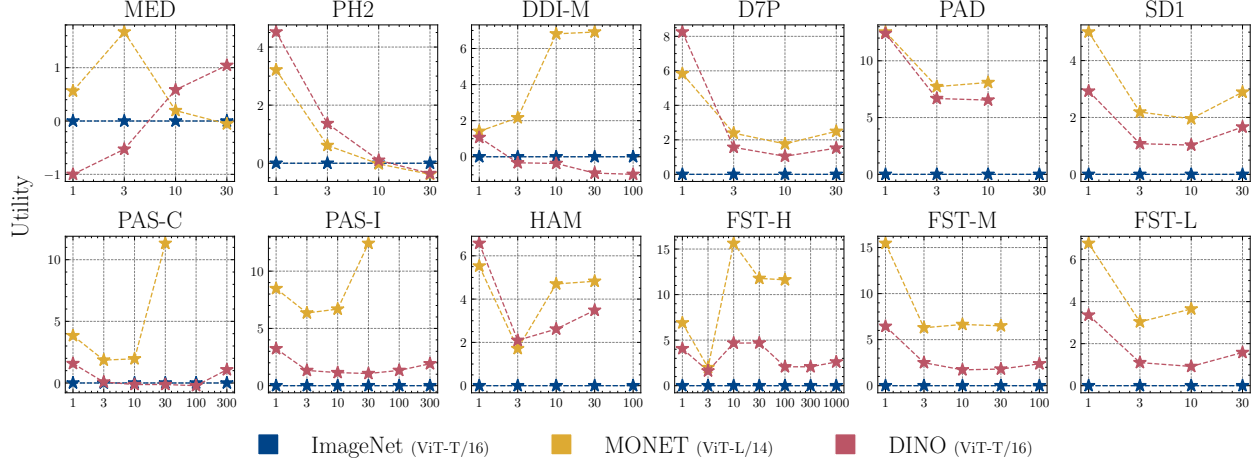 MED PH2 DDI-M D7P PAD SD1
1 0 −1
1 3 10 30
4 2 0
1 3 10 30
6 4 2 0
1 3 10 30 100
8 6 4 2 0
1 3 10 30
10 5 0
1 3 10 30
4 2 0
1 3 10 30
Utility
PAS-C PAS-I HAM FST-H FST-M FST-L
10 5 0
1 3 10 30 100 300
10 5 0
1 3 10 30 100 300
6 4 2 0
1 3 10 30 100
15 10 5 0
1 3 10 30 100 300 1000
15 10 5 0
1 3 10 30 100
6 4 2 0
1 3 10 30
ImageNet (ViT-T/16) MONET (ViT-L/14) DINO (ViT-T/16)